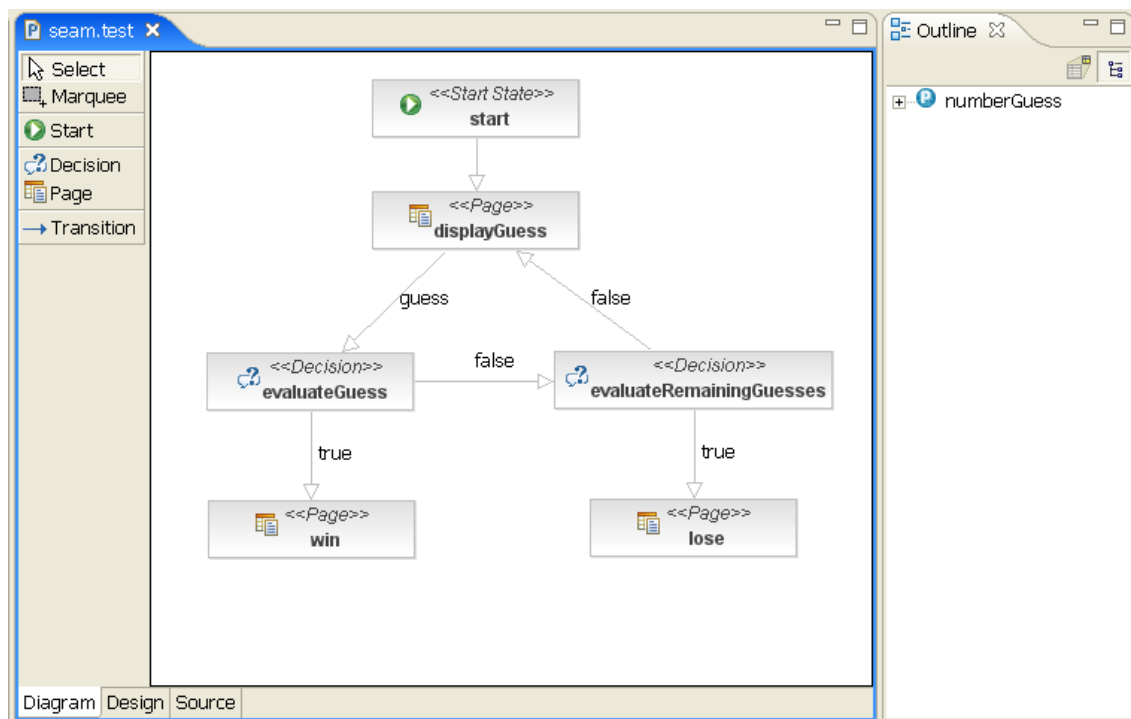 seam.test
Outline
Select
Marquee
Start
Decision
Page
Transition
<<Start State>>
start
<<Page>>
displayGuess
guess
false
<<Decision>>
evaluateGuess
false
<<Decision>>
evaluateRemainingGuesses
true
true
<<Page>>
win
<<Page>>
lose
numberGuess
Diagram Design Source